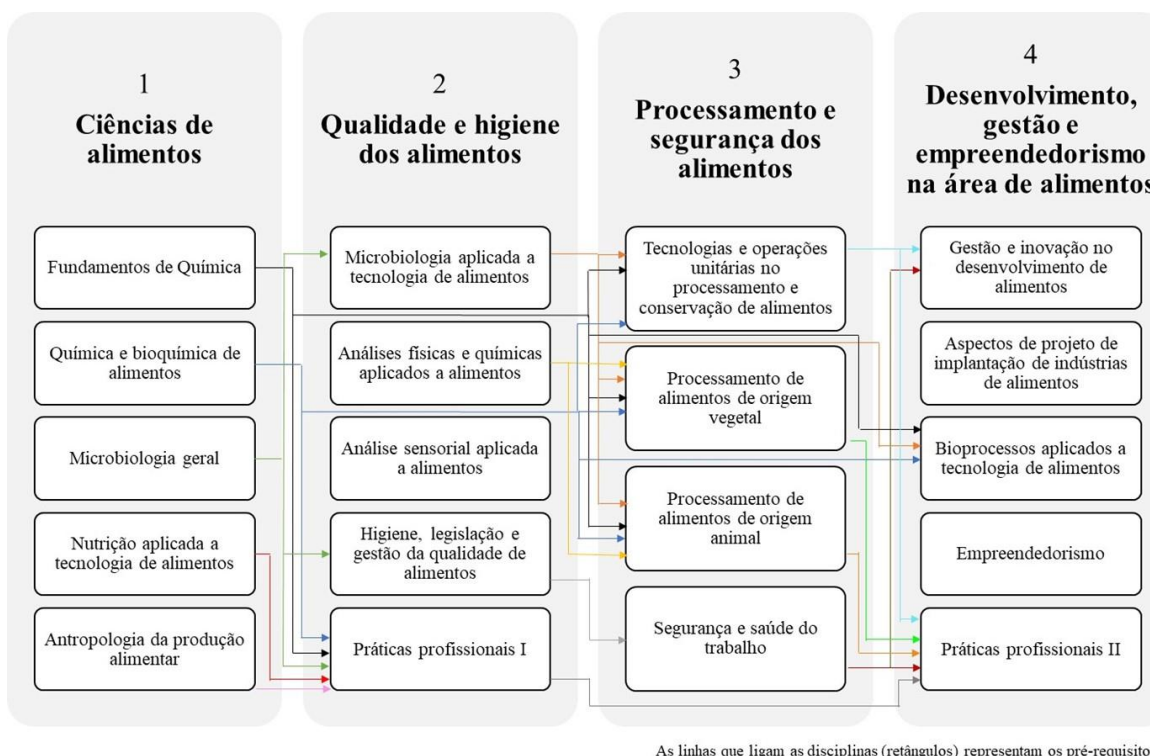 1
Ciências de
alimentos
Fundamentos de Química
Química e bioquímica de
alimentos
Microbiologia geral
Nutrição aplicada a
tecnologia de alimentos
Antropologia da produção
alimentar
2
Qualidade e higiene
dos alimentos
Microbiologia aplicada a
tecnologia de alimentos
Análises físicas e químicas
aplicados a alimentos
Análise sensorial aplicada
a alimentos
Higiene, legislação e
gestão da qualidade de
alimentos
Práticas profissionais I
3
Processamento e
segurança dos
alimentos
Tecnologias e operações
unitárias no
processamento e
conservação de alimentos
Processamento de
alimentos de origem
vegetal
Processamento de
alimentos de origem
animal
Segurança e saúde do
trabalho
4
Desenvolvimento,
gestão e
empreendedorismo
na área de alimentos
Gestão e inovação no
desenvolvimento de
alimentos
Aspectos de projeto de
implantação de indústrias
de alimentos
Bioprocessos aplicados a
tecnologia de alimentos
Empreendedorismo
Práticas profissionais II
As linhas que ligam as disciplinas (retângulos) representam os pré-requisito